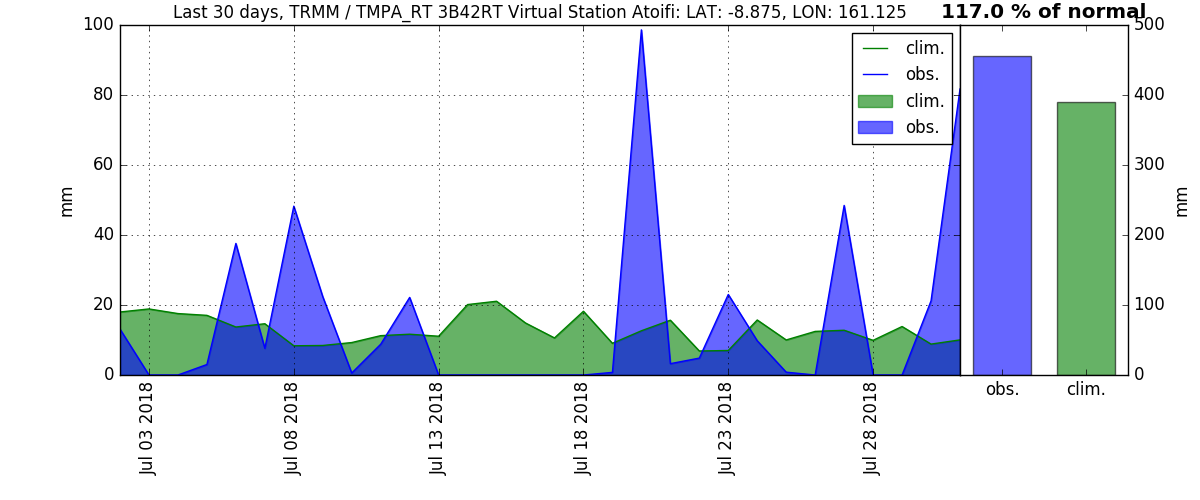 Last 30 days, TRMM / TMPA_RT 3B42RT Virtual Station Atoifi: LAT: -8.875, LON: 161.125
117.0 % of normal
100
80
60
40
20
0
mm
clim.
obs.
clim.
obs.
500
400
300
200
100
0
mm
obs.
clim.
Jul 03 2018
Jul 08 2018
Jul 13 2018
Jul 18 2018
Jul 23 2018
Jul 28 2018